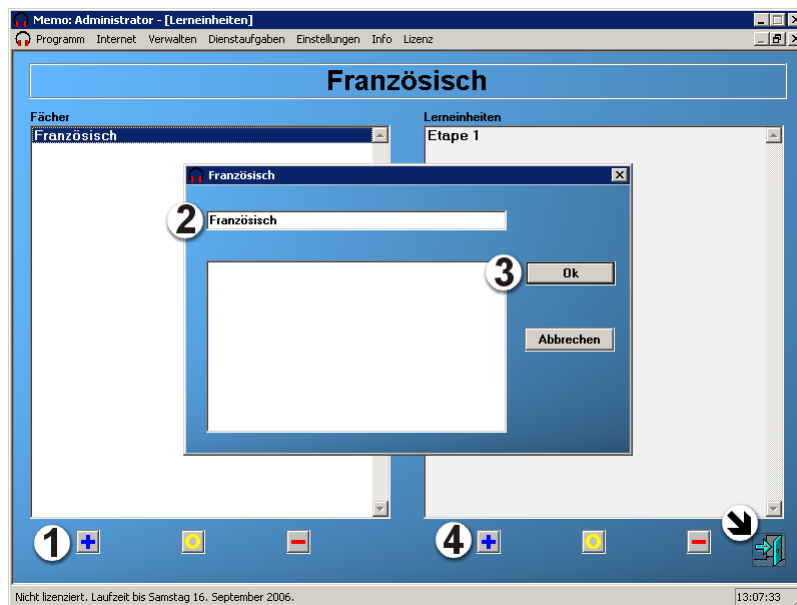 Memo: Administrator - [Lerneinheiten]
Programm Internet Verwalten Dienstaufgaben Einstellungen Info Lizenz
Französisch
Fächer
Lerneinheiten
Französisch
Etape 1
Französisch
2
Französisch
3
Ok
Abbrechen
1
4
Nicht lizenziert. Laufzeit bis Samstag 16. September 2006.
13:07:33